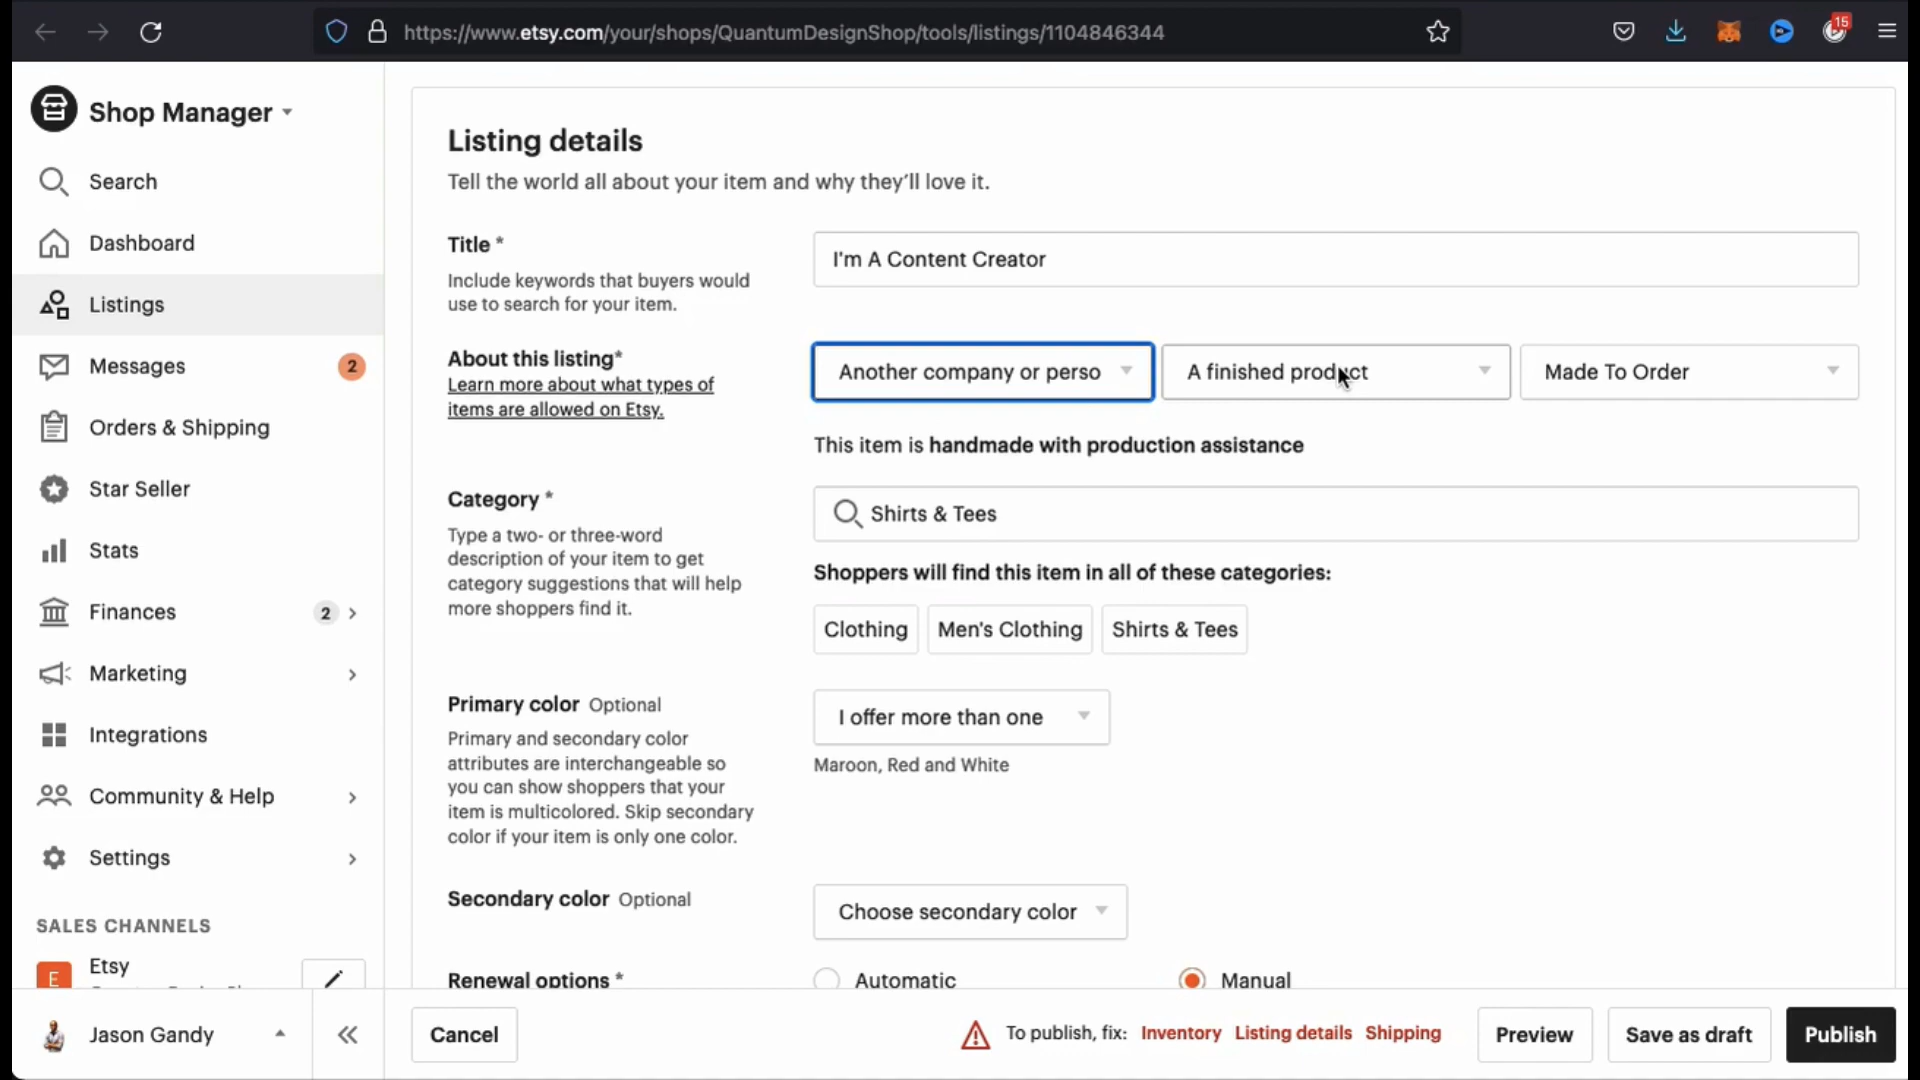 https://www.etsy.com/your/shops/QuantumDesignShop/tools/listings/1104846344
15
Shop Manager
Search
Dashboard
Listings
Messages
2
Orders & Shipping
Star Seller
Stats
Finances
2
Marketing
Integrations
Community & Help
Settings
SALES CHANNELS
E
Etsy
Jason Gandy
Listing details
Tell the world all about your item and why they'll love it.
Title *
Include keywords that buyers would
use to search for your item.
I'm A Content Creator
About this listing*
Learn more about what types of
items are allowed on Etsy.
Another company or perso
A finished product
Made To Order
This item is handmade with production assistance
Category *
Type a two- or three-word
description of your item to get
category suggestions that will help
more shoppers find it.
Shirts & Tees
Shoppers will find this item in all of these categories:
Clothing
Men's Clothing
Shirts & Tees
Primary color Optional
Primary and secondary color
attributes are interchangeable so
you can show shoppers that your
item is multicolored. Skip secondary
color if your item is only one color.
I offer more than one
Maroon, Red and White
Secondary color Optional
Choose secondary color
Renewal options *
Automatic
Manual
Cancel
To publish, fix: Inventory Listing details Shipping
Preview
Save as draft
Publish